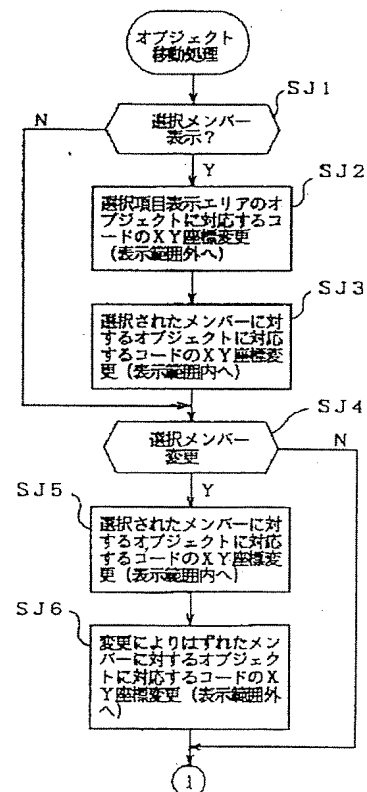 オブジェクト
移動処理
SJ1
選択メンバー
表示?
N
Y
SJ2
選択項目表示エリアのオ
ブジェクトに対応するコ
ードのXY座標変更
(表示範囲外へ)
SJ3
選択されたメンバーに対
するオブジェクトに対応
するコードのXY座標変
更(表示範囲内へ)
SJ4
選択メンバー
変更
N
Y
SJ5
選択されたメンバーに対
するオブジェクトに対応
するコードのXY座標変
更(表示範囲内へ)
SJ6
変更によりはずれたメン
バーに対するオブジェク
トに対応するコードのX
Y座標変更(表示範囲外
へ)
1